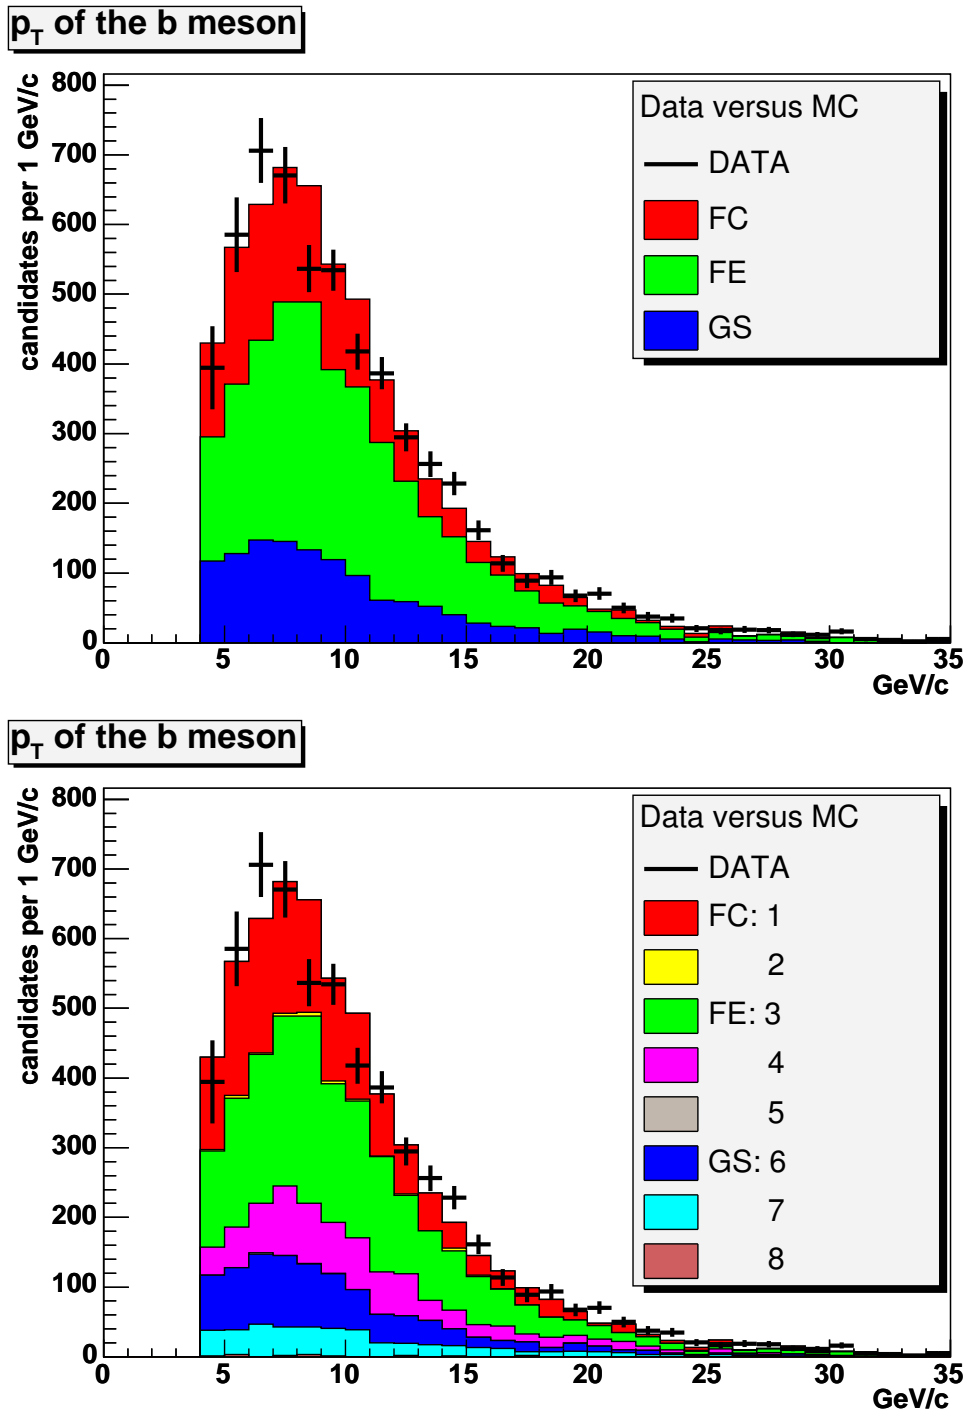 p_T of the b meson
candidates per 1 GeV/c
800
700
600
500
400
300
200
100
0
0 5 10 15 20 25 30 35
GeV/c
Data versus MC
DATA
FC
FE
GS
p_T of the b meson
candidates per 1 GeV/c
800
700
600
500
400
300
200
100
0
0 5 10 15 20 25 30 35
GeV/c
Data versus MC
DATA
FC: 1
2
FE: 3
4
5
GS: 6
7
8